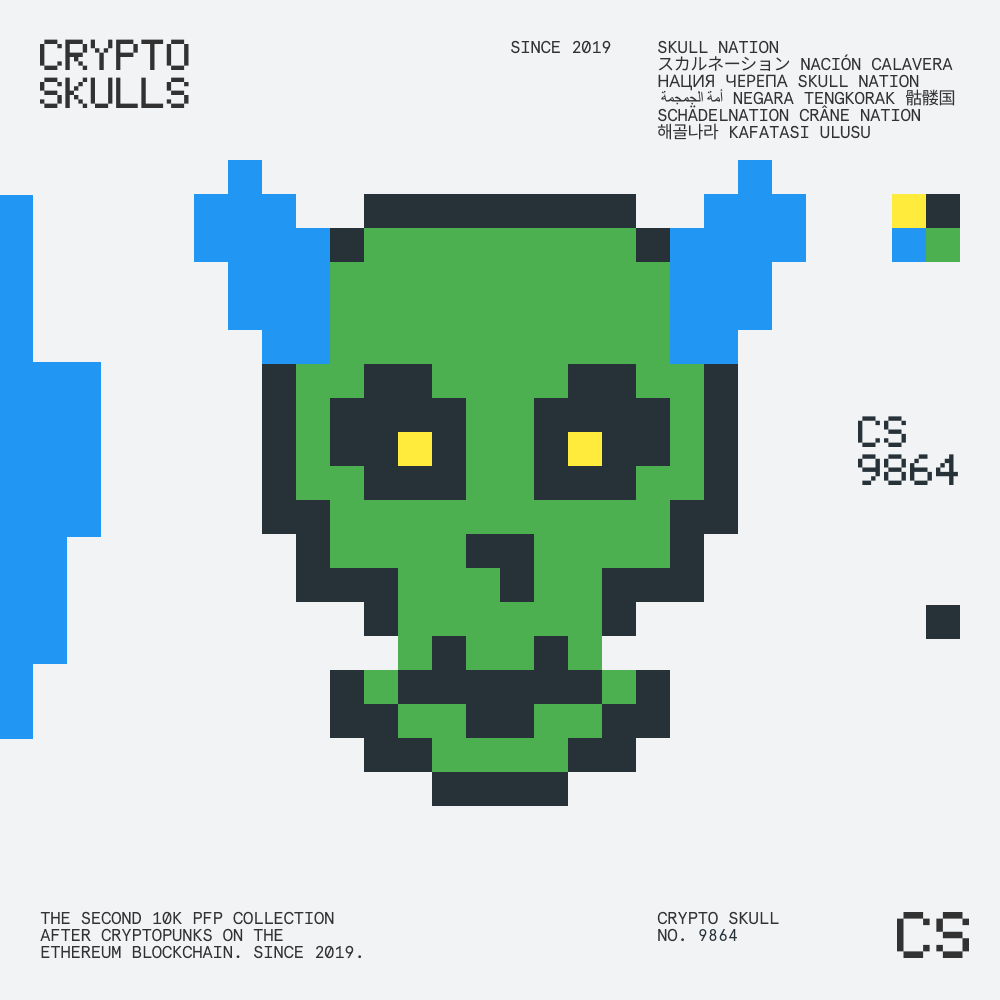 CRYPTO
SKULLS
SINCE 2019
SKULL NATION
スカルネーション NACIÓN CALAVERA
НАЦИЯ ЧЕРЕПА SKULL NATION
أمة الجمجمة NEGARA TENGKORAK 骷髅国
SCHÄDELNATION CRÂNE NATION
해골나라 KAFATASI ULUSU
CS
9864
THE SECOND 10K PFP COLLECTION
AFTER CRYPTOPUNKS ON THE
ETHEREUM BLOCKCHAIN. SINCE 2019.
CRYPTO SKULL
NO. 9864
CS